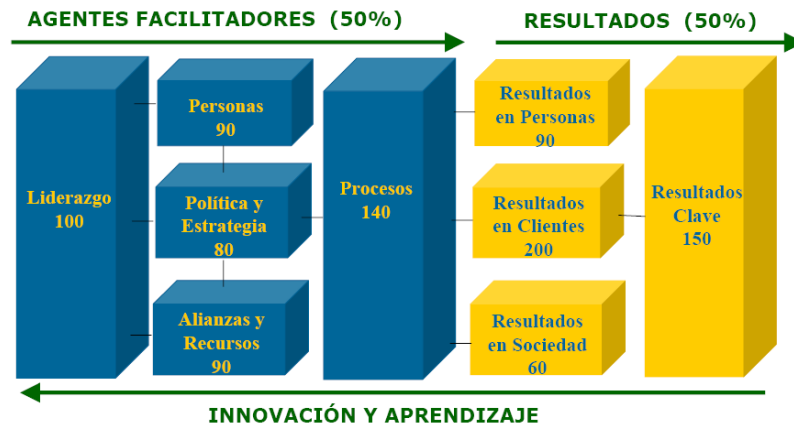 AGENTES FACILITADORES (50%)
RESULTADOS (50%)
Liderazgo
100
Personas
90
Política y
Estrategia
80
Alianzas y
Recursos
90
Procesos
140
Resultados
en Personas
90
Resultados
en Clientes
200
Resultados
en Sociedad
60
Resultados
Clave
150
INNOVACIÓN Y APRENDIZAJE